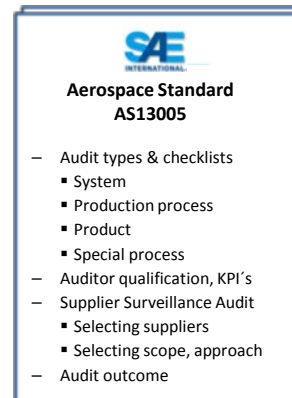 SAE
INTERNATIONAL.
Aerospace Standard
AS13005
– Audit types & checklists
▪ System
▪ Production process
▪ Product
▪ Special process
– Auditor qualification, KPI´s
– Supplier Surveillance Audit
▪ Selecting suppliers
▪ Selecting scope, approach
– Audit outcome